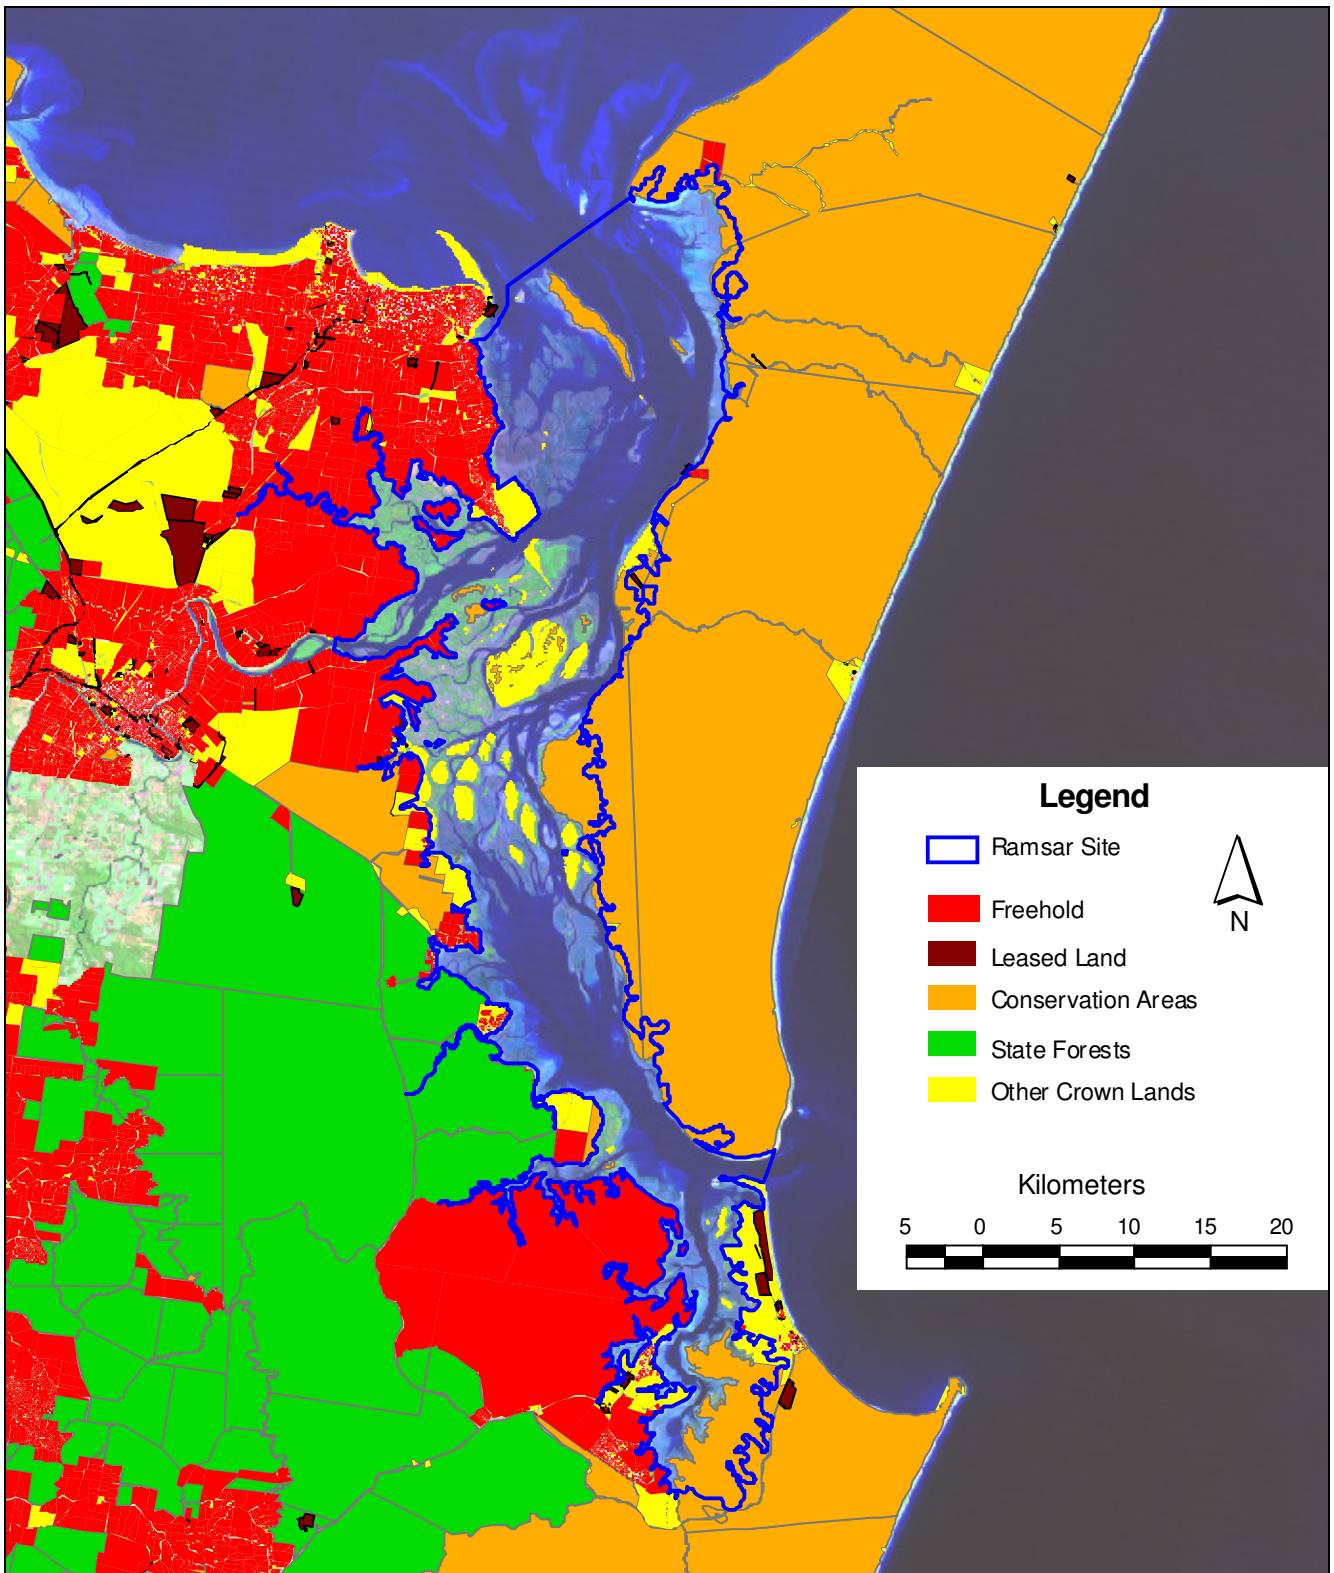 Legend
Ramsar Site
Freehold
N
Leased Land
Conservation Areas
State Forests
Other Crown Lands
Kilometers
5 0 5 10 15 20